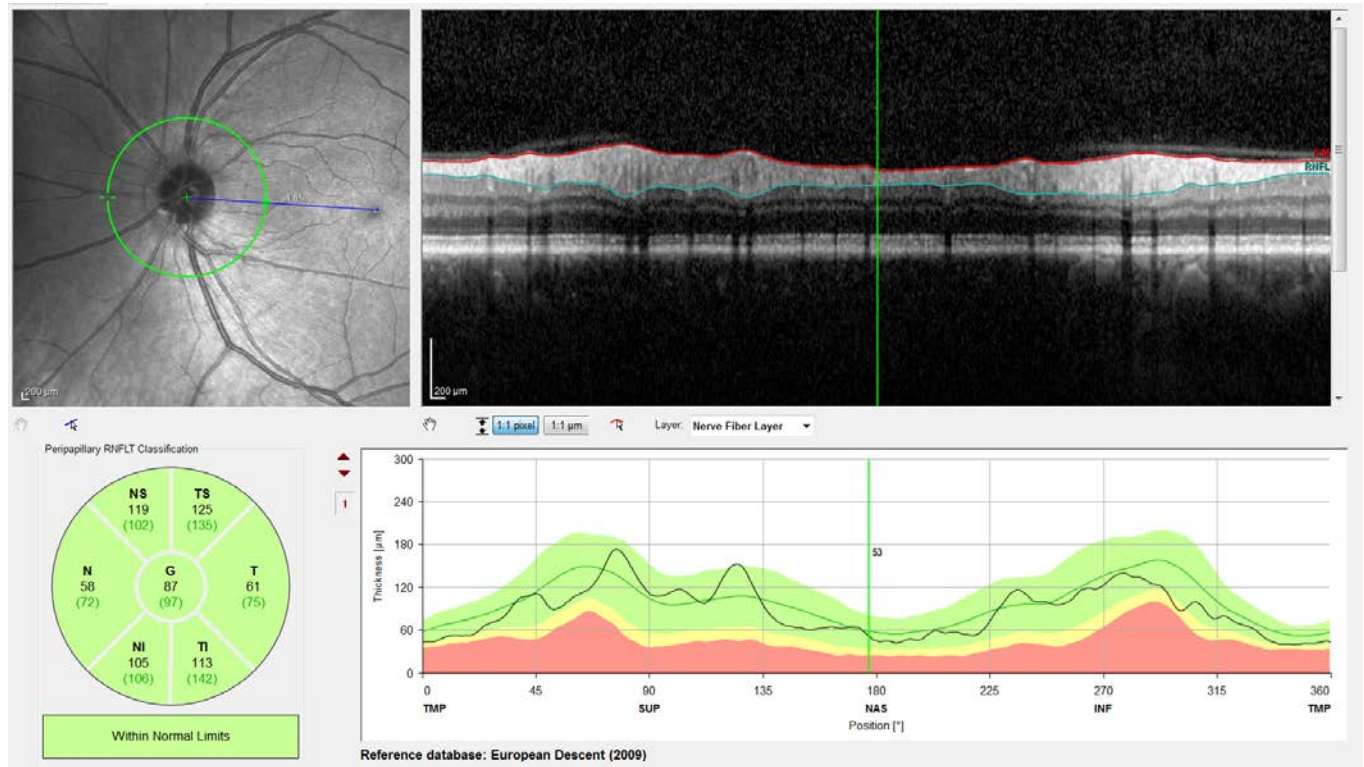 200 µm
ILM
RNFL
200 µm
1:1 pixel
1:1 µm
Layer:
Nerve Fiber Layer
Peripapillary RNFLT Classification
NS
119
(102)
TS
125
(135)
N
58
(72)
G
87
(97)
T
61
(75)
NI
105
(106)
TI
113
(142)
Within Normal Limits
1
Thickness [µm]
300
240
180
120
60
0
53
0 45 90 135 180 225 270 315 360
TMP SUP NAS INF TMP
Position [°]
Reference database: European Descent (2009)